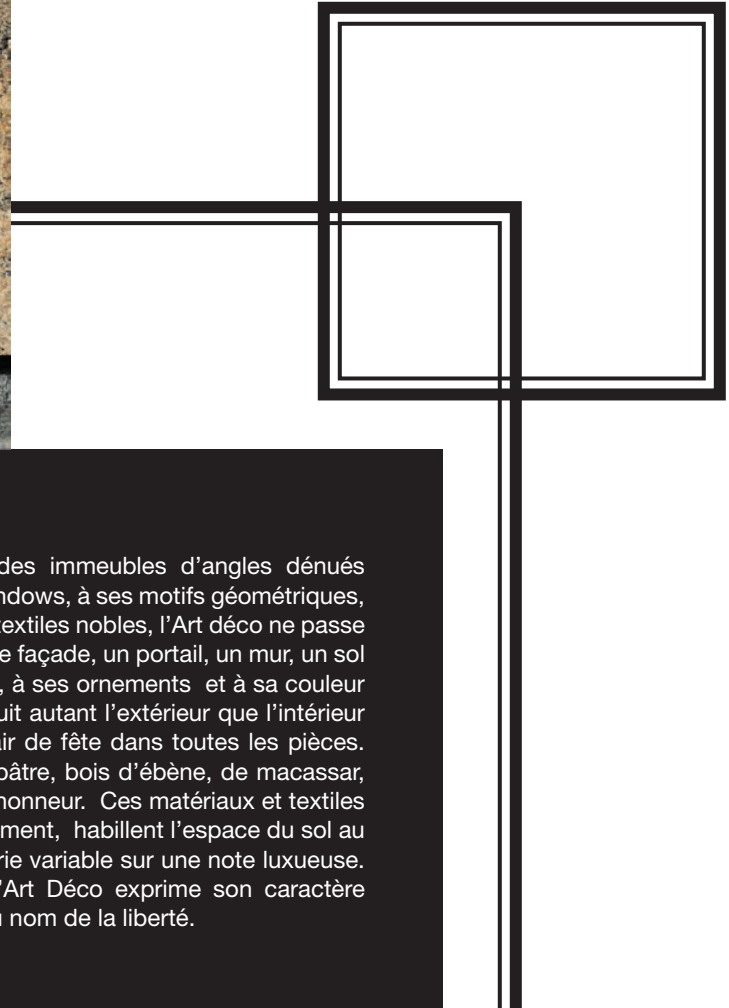 des immeubles d’angles dénués
ndows, à ses motifs géométriques,
textiles nobles, l’Art déco ne passe
e façade, un portail, un mur, un sol
, à ses ornements et à sa couleur
uit autant l’extérieur que l’intérieur
ir de fête dans toutes les pièces.
bâtre, bois d’ébène, de macassar,
honneur. Ces matériaux et textiles
ment, habillent l’espace du sol au
rie variable sur une note luxueuse.
’Art Déco exprime son caractère
u nom de la liberté.